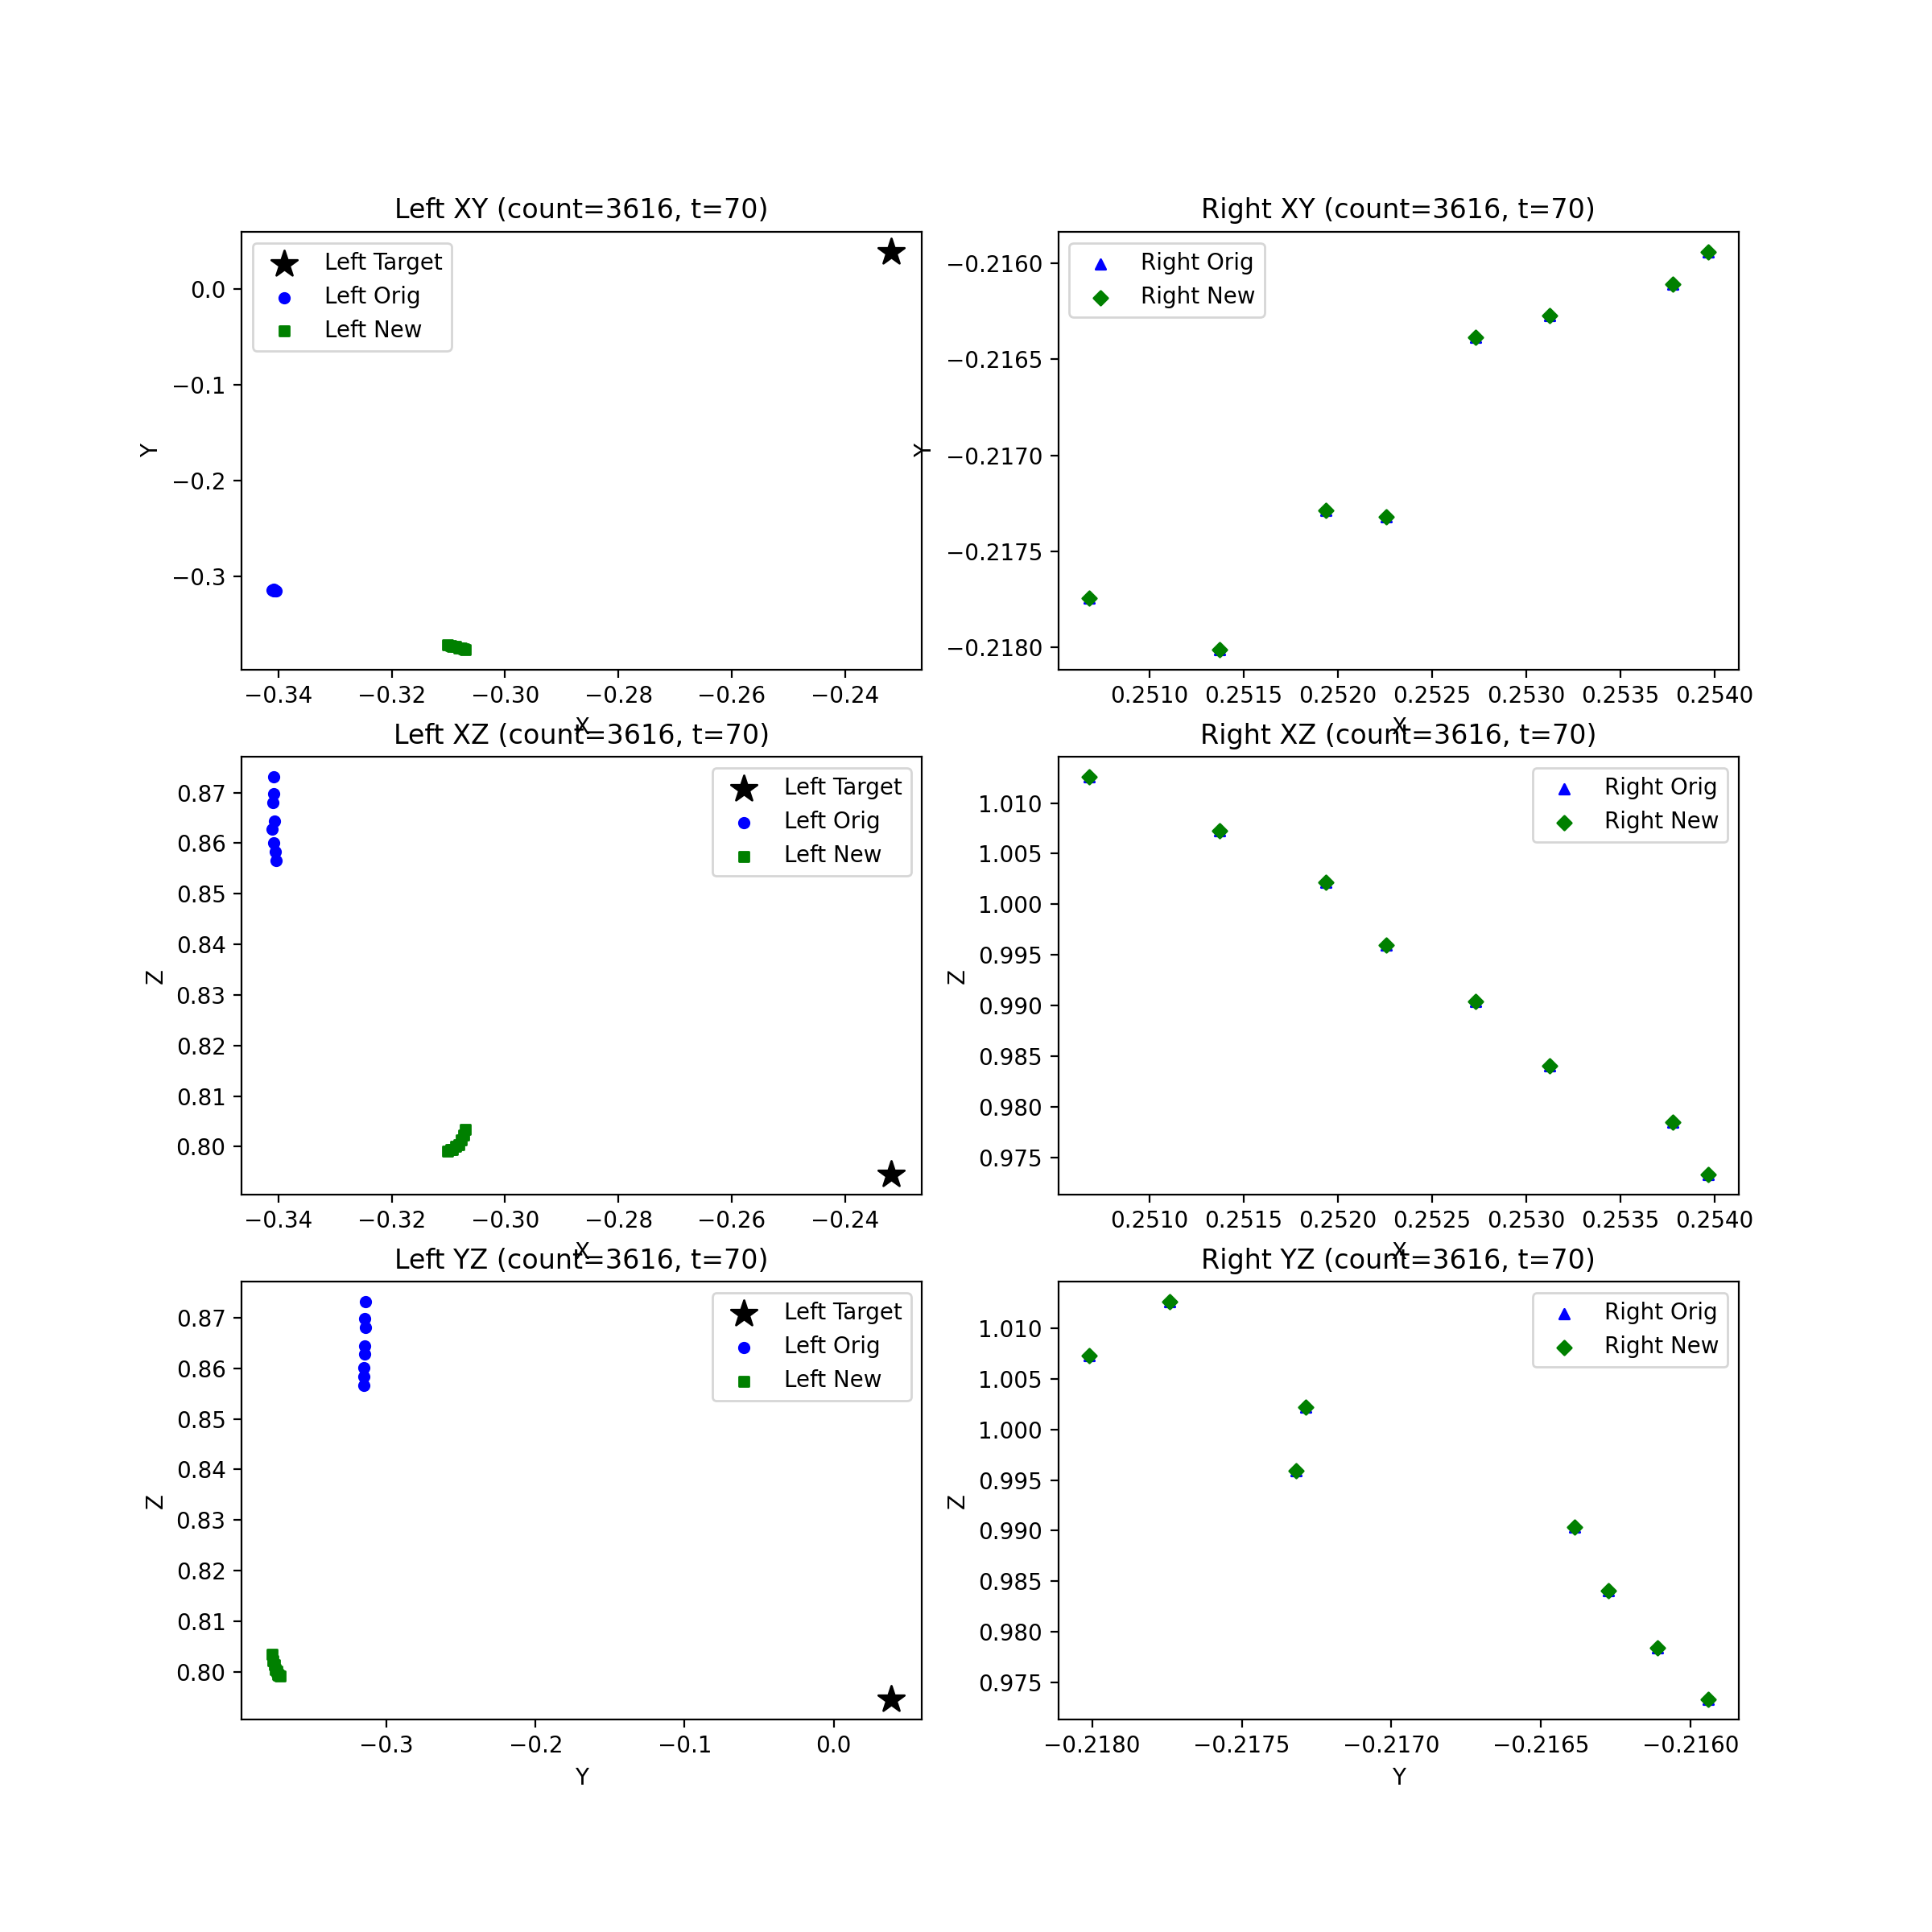 Left XY (count=3616, t=70)
Left Target
Left Orig
Left New
0.0
−0.1
−0.2
−0.3
Y
−0.34 −0.32 −0.30 −0.28 −0.26 −0.24
X
Right XY (count=3616, t=70)
Right Orig
Right New
−0.2160
−0.2165
−0.2170
−0.2175
−0.2180
Y
0.2510 0.2515 0.2520 0.2525 0.2530 0.2535 0.2540
X
Left XZ (count=3616, t=70)
Left Target
Left Orig
Left New
0.87
0.86
0.85
0.84
0.83
0.82
0.81
0.80
Z
−0.34 −0.32 −0.30 −0.28 −0.26 −0.24
X
Right XZ (count=3616, t=70)
Right Orig
Right New
1.010
1.005
1.000
0.995
0.990
0.985
0.980
0.975
Z
0.2510 0.2515 0.2520 0.2525 0.2530 0.2535 0.2540
X
Left YZ (count=3616, t=70)
Left Target
Left Orig
Left New
0.87
0.86
0.85
0.84
0.83
0.82
0.81
0.80
Z
−0.3 −0.2 −0.1 0.0
Y
Right YZ (count=3616, t=70)
Right Orig
Right New
1.010
1.005
1.000
0.995
0.990
0.985
0.980
0.975
Z
−0.2180 −0.2175 −0.2170 −0.2165 −0.2160
Y